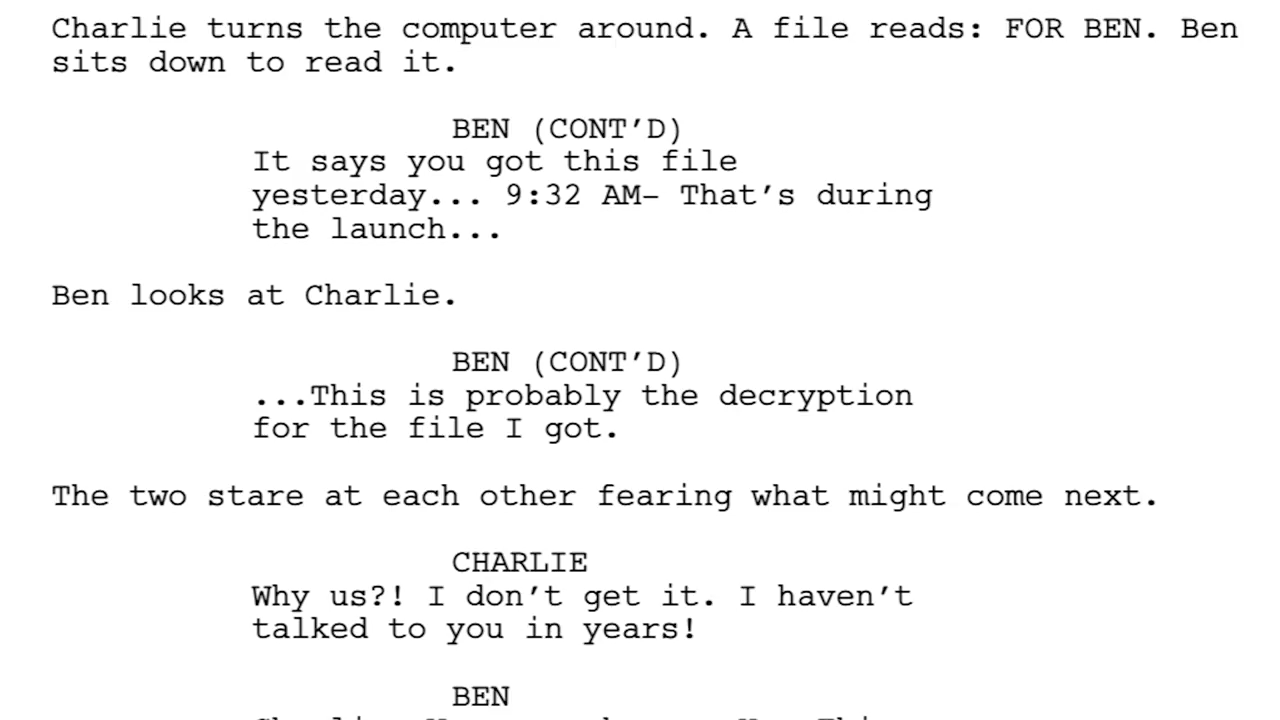 Charlie turns the computer around. A file reads: FOR BEN. Ben
sits down to read it.
BEN (CONT’D)
It says you got this file
yesterday... 9:32 AM– That’s during
the launch...
Ben looks at Charlie.
BEN (CONT’D)
...This is probably the decryption
for the file I got.
The two stare at each other fearing what might come next.
CHARLIE
Why us?! I don’t get it. I haven’t
talked to you in years!
BEN